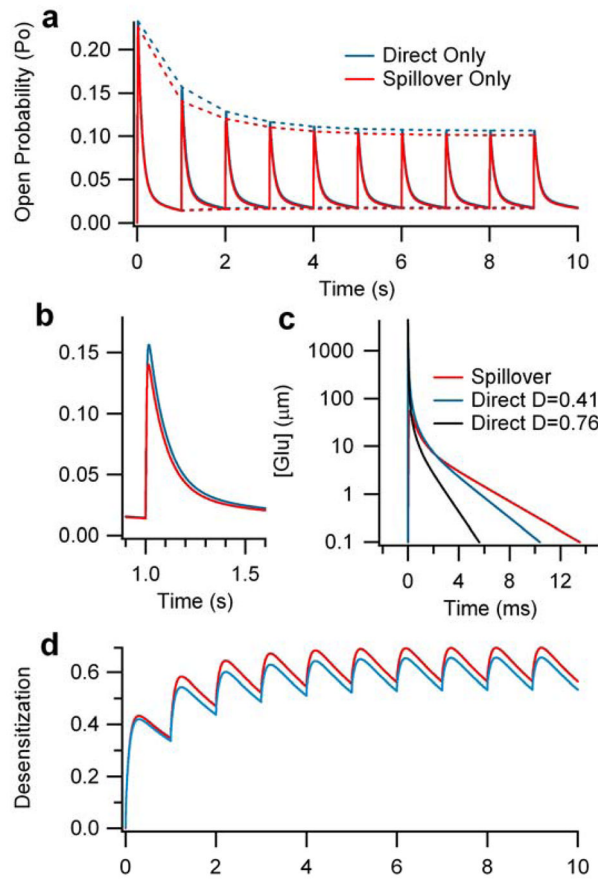 a
Open Probability (Po)
0.20
0.15
0.10
0.05
0.00
Direct Only
Spillover Only
0 2 4 6 8 10
Time (s)
b
0.15
0.10
0.05
0.00
1.0 1.5
Time (s)
c
[Glu] (µm)
1000
100
10
1
0.1
Spillover
Direct D=0.41
Direct D=0.76
0 4 8 12
Time (ms)
d
Desensitization
0.6
0.4
0.2
0.0
0 2 4 6 8 10